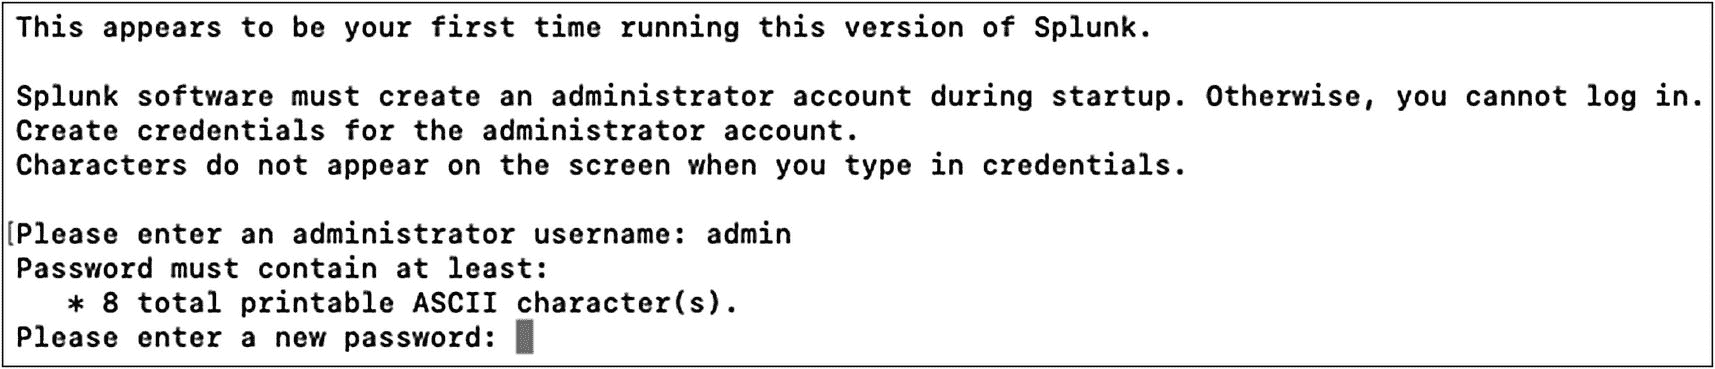 This appears to be your first time running this version of Splunk.
Splunk software must create an administrator account during startup. Otherwise, you cannot log in.
Create credentials for the administrator account.
Characters do not appear on the screen when you type in credentials.
[Please enter an administrator username: admin
Password must contain at least:
* 8 total printable ASCII character(s).
Please enter a new password: